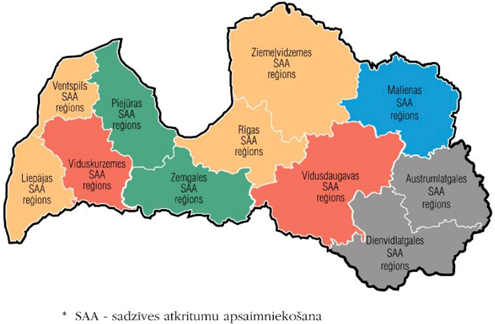 Ziemeļvidzemes
SAA
reģions
Ventspils
SAA
reģions
Piejūras
SAA
reģions
Malienas
SAA
reģions
Rīgas
SAA
reģions
Liepājas
SAA
reģions
Viduskurzemes
SAA
reģions
Zemgales
SAA
reģions
Vidusdaugavas
SAA
reģions
Austrumlatgales
SAA
reģions
Dienvidlatgales
SAA
reģions
* SAA - sadzīves atkritumu apsaimniekošana